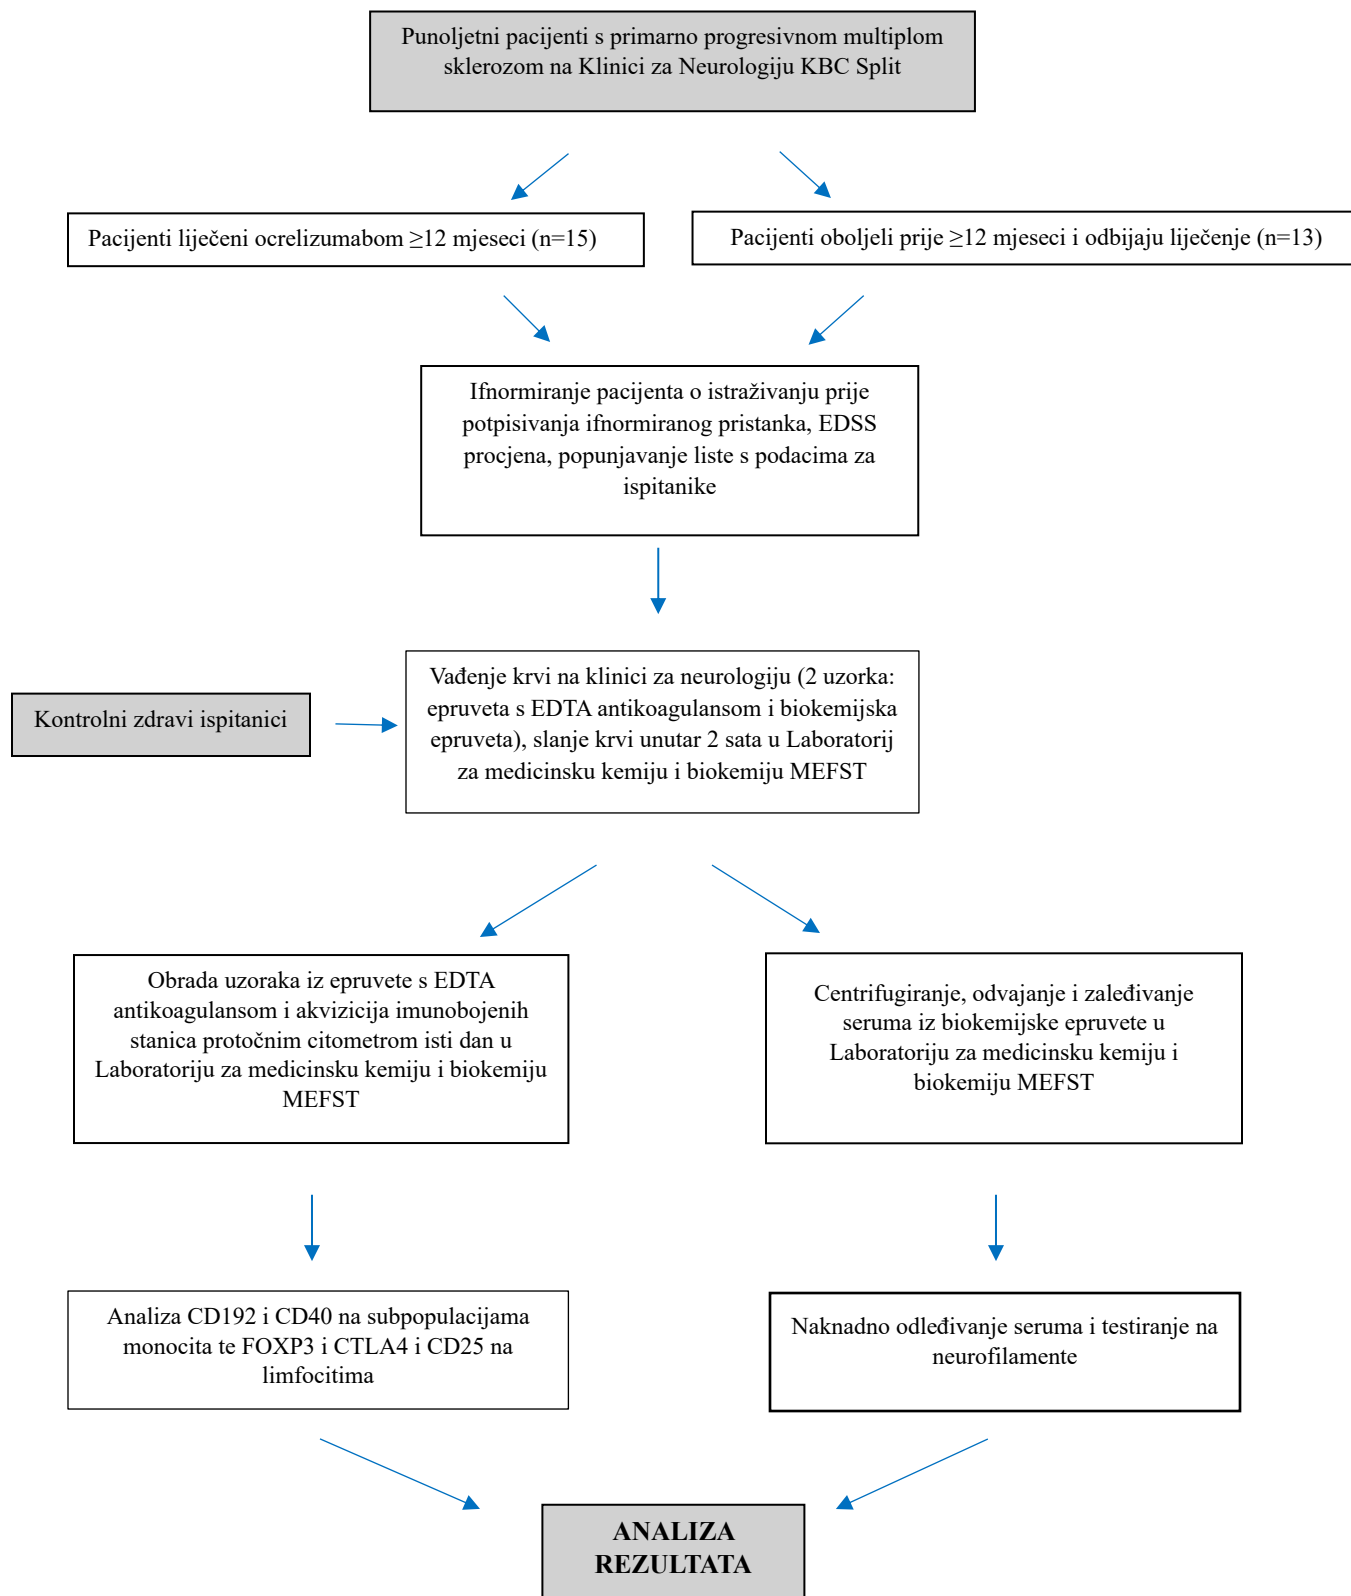 Punoljetni pacijenti s primarno progresivnom multiplom
sklerozom na Klinici za Neurologiju KBC Split
Pacijenti liječeni ocrelizumabom ≥12 mjeseci (n=15)
Pacijenti oboljeli prije ≥12 mjeseci i odbijaju liječenje (n=13)
Ifnormiranje pacijenta o istraživanju prije
potpisivanja ifnormiranog pristanka, EDSS
procjena, popunjavanje liste s podacima za
ispitanike
Kontrolni zdravi ispitanici
Vađenje krvi na klinici za neurologiju (2 uzorka:
epruveta s EDTA antikoagulansom i biokemijska
epruveta), slanje krvi unutar 2 sata u Laboratorij
za medicinsku kemiju i biokemiju MEFST
Obrada uzoraka iz epruvete s EDTA
antikoagulansom i akvizicija imunobojenih
stanica protočnim citometrom isti dan u
Laboratoriju za medicinsku kemiju i biokemiju
MEFST
Centrifugiranje, odvajanje i zaleđivanje
seruma iz biokemijske epruvete u
Laboratoriju za medicinsku kemiju i
biokemiju MEFST
Analiza CD192 i CD40 na subpopulacijama
monocita te FOXP3 i CTLA4 i CD25 na
limfocitima
Naknadno odleđivanje seruma i testiranje na
neurofilamente
ANALIZA
REZULTATA